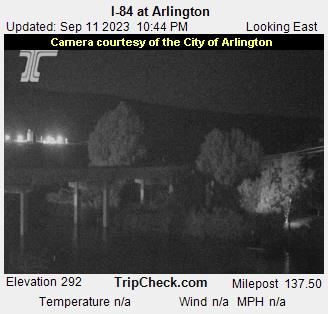 I-84 at Arlington
Updated: Sep 11 2023 10:44 PM Looking East
Camera courtesy of the City of Arlington
Elevation 292 TripCheck.com Milepost 137.50
Temperature n/a Wind n/a MPH n/a